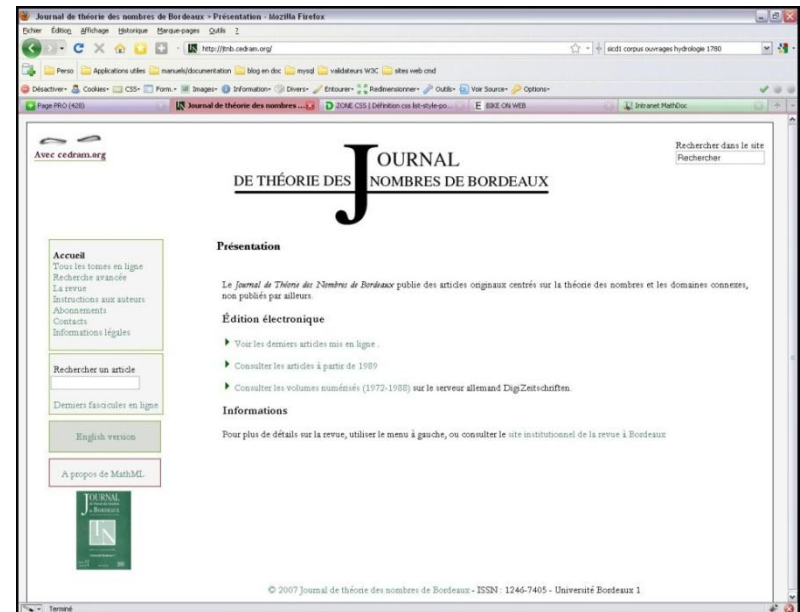 Journal de théorie des nombres de Bordeaux - Présentation - Mozilla Firefox
Fichier Édition Affichage Historique Marque-pages Outils ?
http://jtnb.cedram.org/
sicd1 corpus ouvrages hydrologie 1780
Perso Applications utiles manuels/documentation blog en doc mysql validateurs W3C sites web cmd
Désactiver Cookies CSS Form. Images Information Divers Entourer Redimensionner Outils Voir Source Options
Page PRO (428) Journal de théorie des nombres ... ZONE CSS | Définition css list-style-po... BIKE ON WEB Intranet MathDoc
Avec cedram.org
JOURNAL
DE THÉORIE DES NOMBRES DE BORDEAUX
Rechercher dans le site
Rechercher
Accueil
Tous les tomes en ligne
Recherche avancée
La revue
Instructions aux auteurs
Abonnements
Contacts
Informations légales
Rechercher un article
Derniers fascicules en ligne
English version
A propos de MathML
JOURNAL
de Bordeaux
Présentation
Le Journal de Théorie des Nombres de Bordeaux publie des articles originaux centrés sur la théorie des nombres et les domaines connexes,
non publiés par ailleurs.
Édition électronique
Voir les derniers articles mis en ligne .
Consulter les articles à partir de 1989
Consulter les volumes numérisés (1972-1988) sur le serveur allemand DigiZeitschriften.
Informations
Pour plus de détails sur la revue, utiliser le menu à gauche, ou consulter le site institutionnel de la revue à Bordeaux
© 2007 Journal de théorie des nombres de Bordeaux - ISSN : 1246-7405 - Université Bordeaux 1
Terminé